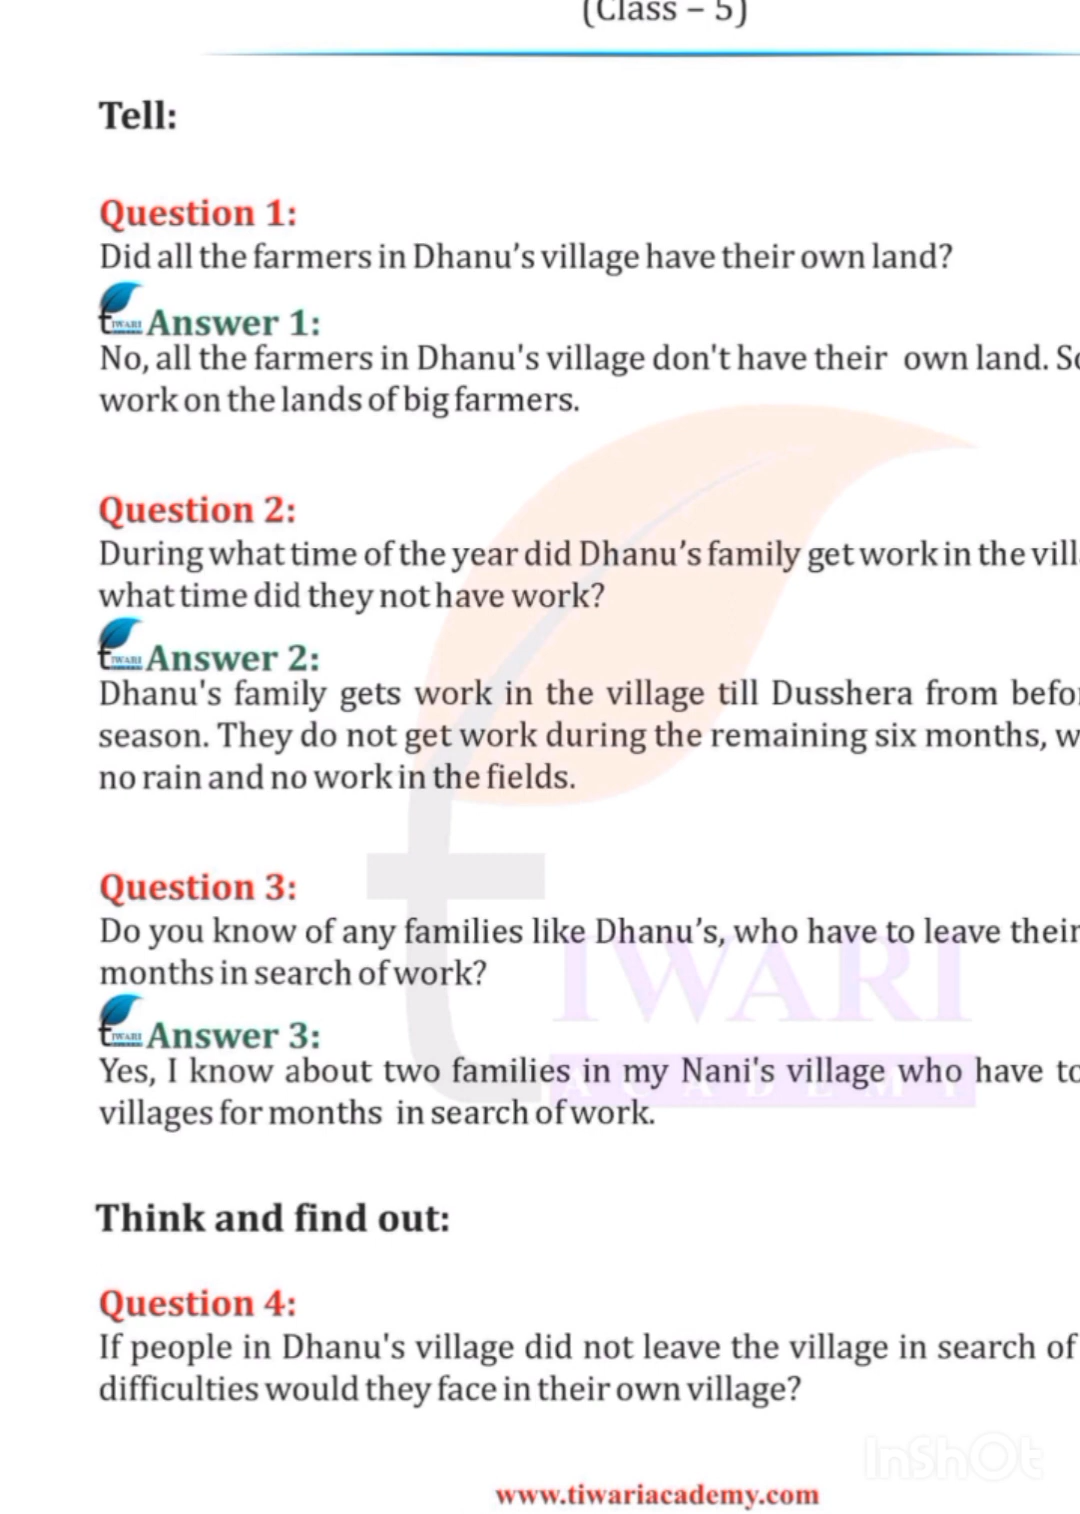 (Class – 5)
Tell:
Question 1:
Did all the farmers in Dhanu’s village have their own land?
tIWARI Answer 1:
No, all the farmers in Dhanu's village don't have their own land.
work on the lands of big farmers.
Question 2:
During what time of the year did Dhanu’s family get work in the
what time did they not have work?
tIWARI Answer 2:
Dhanu's family gets work in the village till Dusshera from
season. They do not get work during the remaining six months,
no rain and no work in the fields.
Question 3:
Do you know of any families like Dhanu’s, who have to leave their
months in search of work?
tIWARI Answer 3:
Yes, I know about two families in my Nani's village who have to
villages for months in search of work.
tIWARI
ACADEMY
Think and find out:
Question 4:
If people in Dhanu's village did not leave the village in search of
difficulties would they face in their own village?
InShOt
www.tiwariacademy.com